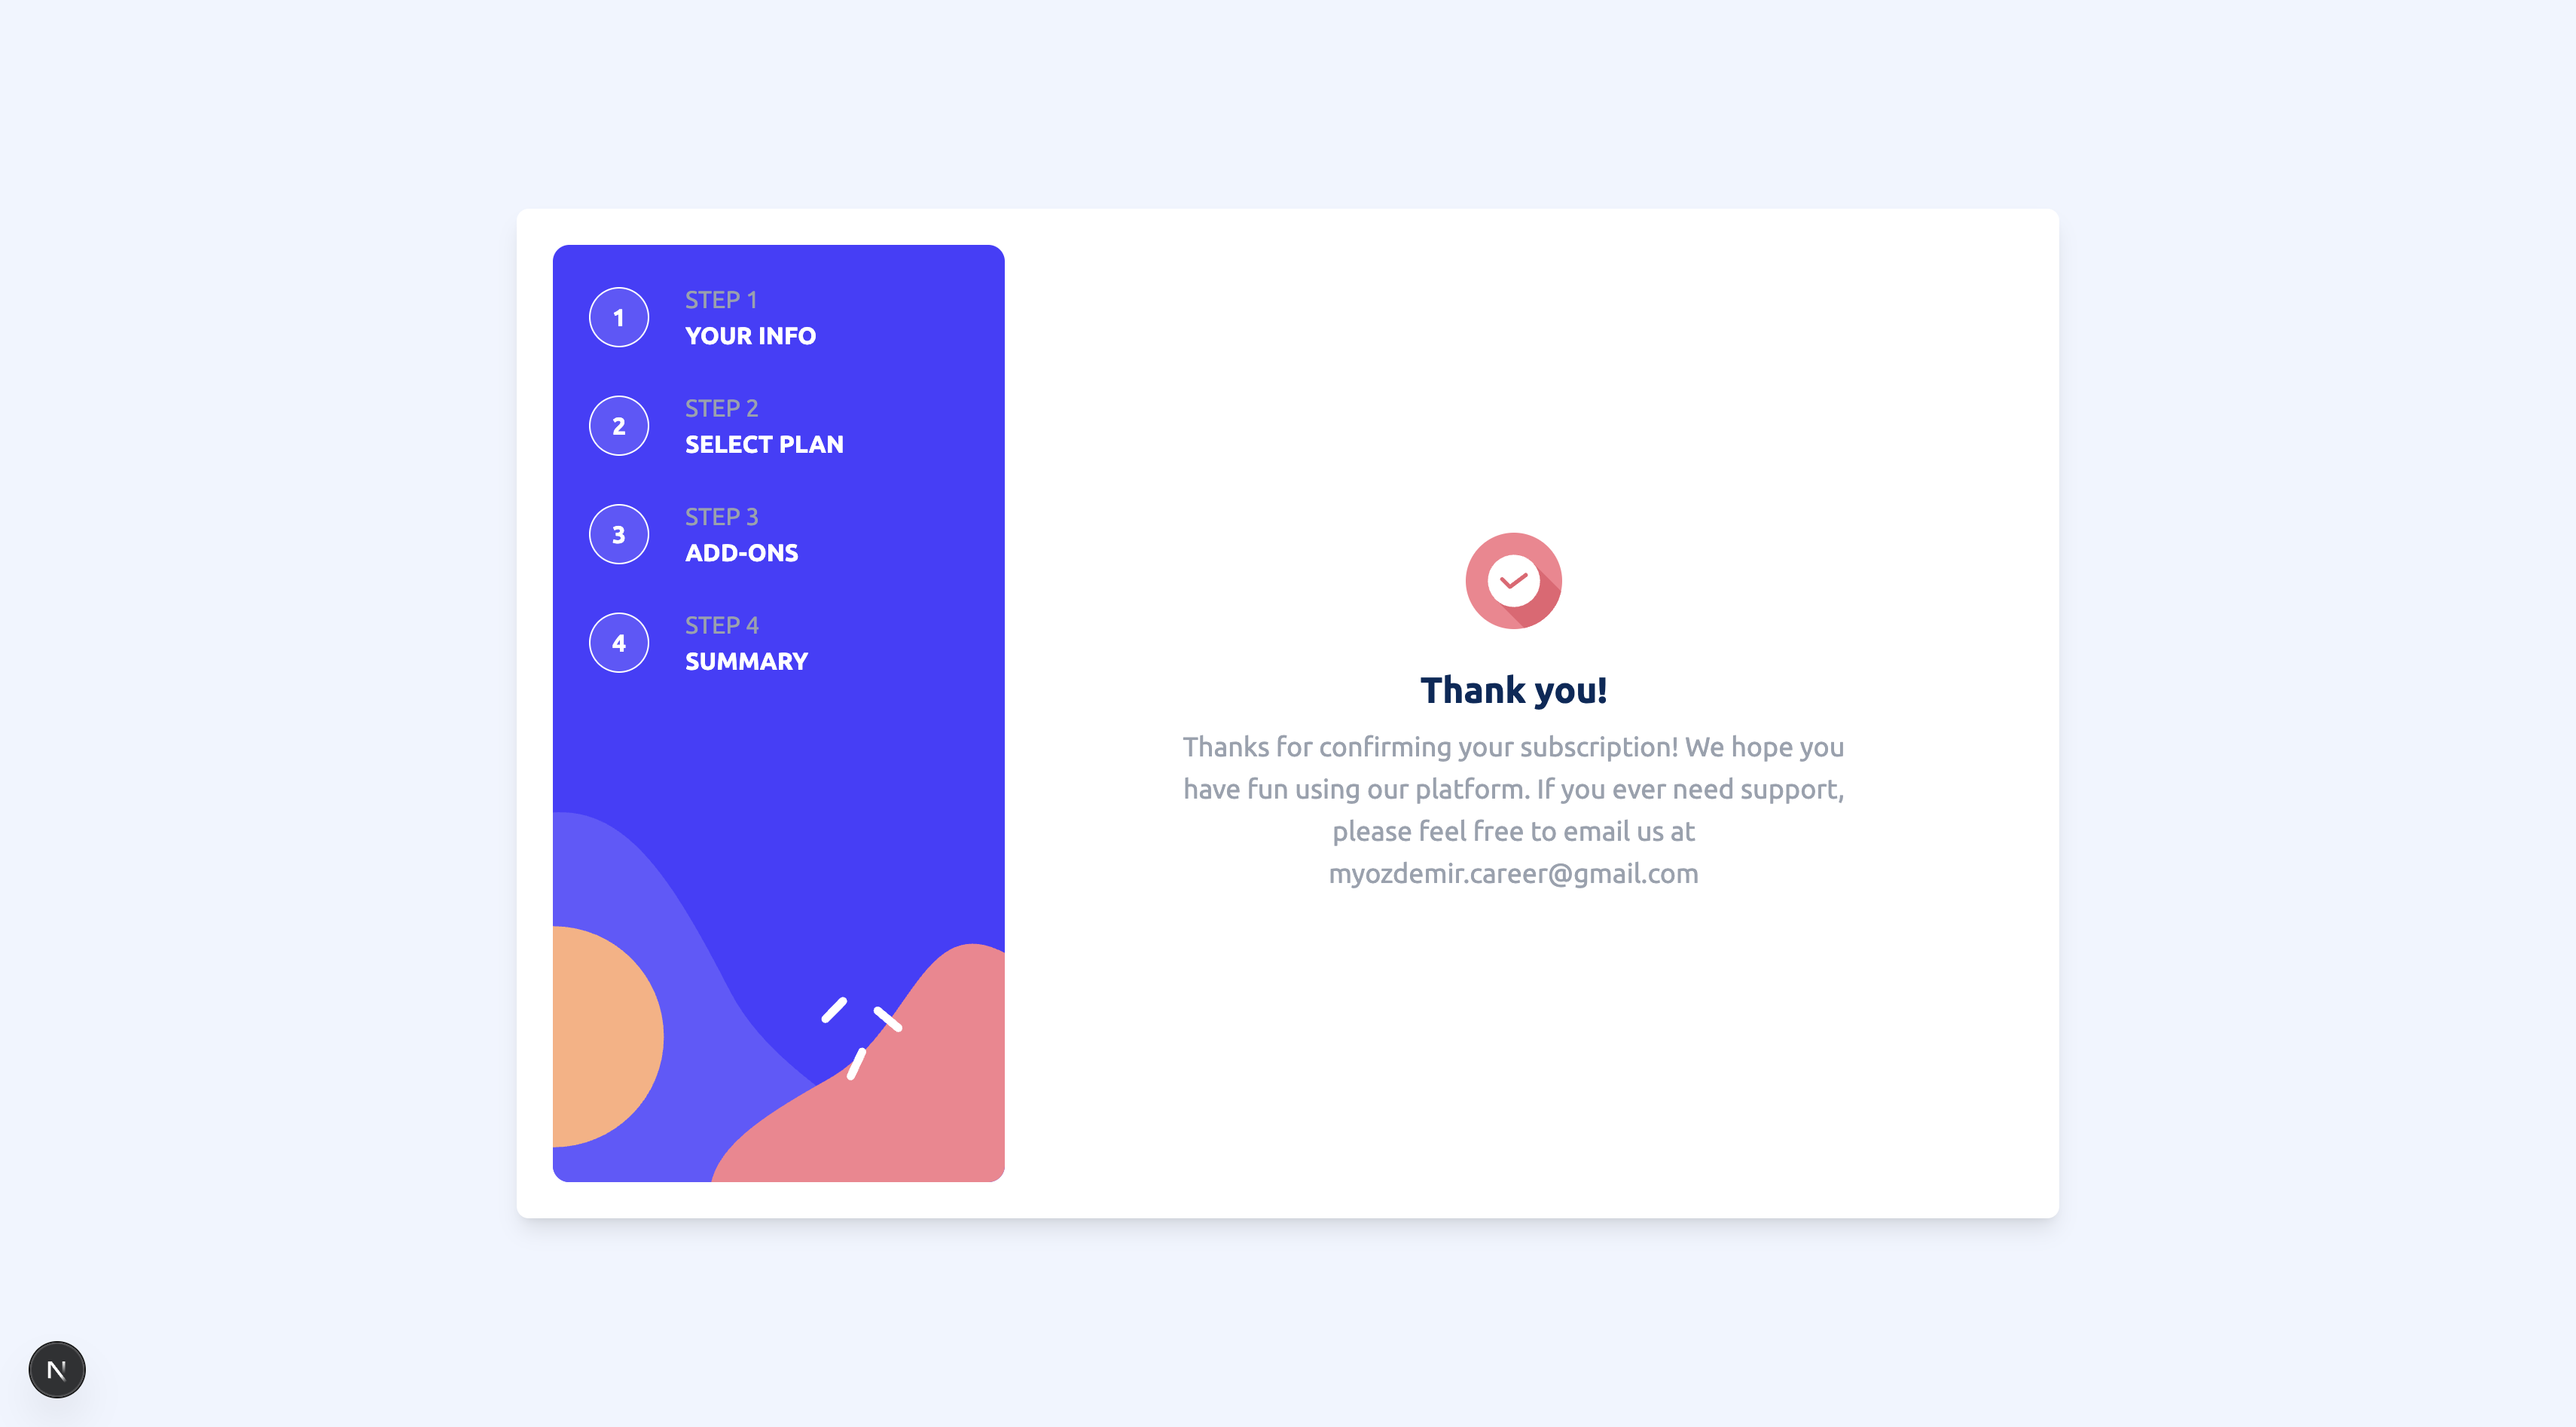 1
STEP 1
YOUR INFO
2
STEP 2
SELECT PLAN
3
STEP 3
ADD-ONS
4
STEP 4
SUMMARY
Thank you!
Thanks for confirming your subscription! We hope you
have fun using our platform. If you ever need support,
please feel free to email us at
myozdemir.career@gmail.com
N